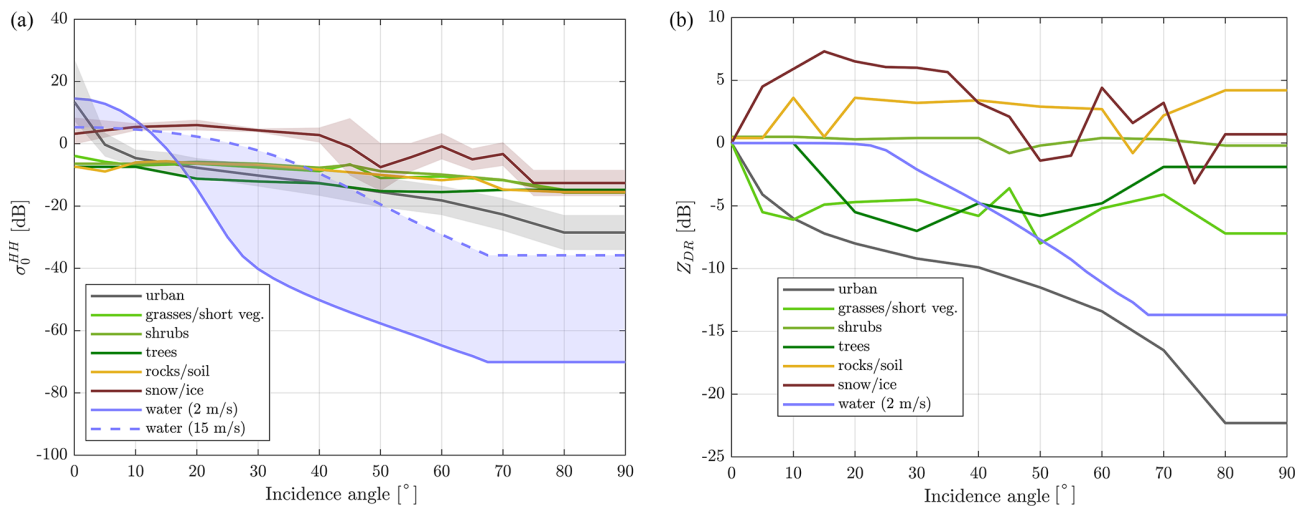 (a)
40
20
0
-20
-40
-60
-80
-100
σ₀ᴴᴴ [dB]
urban
grasses/short veg.
shrubs
trees
rocks/soil
snow/ice
water (2 m/s)
water (15 m/s)
0 10 20 30 40 50 60 70 80 90
Incidence angle [°]
(b)
10
5
0
-5
-10
-15
-20
-25
Z_DR [dB]
urban
grasses/short veg.
shrubs
trees
rocks/soil
snow/ice
water (2 m/s)
0 10 20 30 40 50 60 70 80 90
Incidence angle [°]